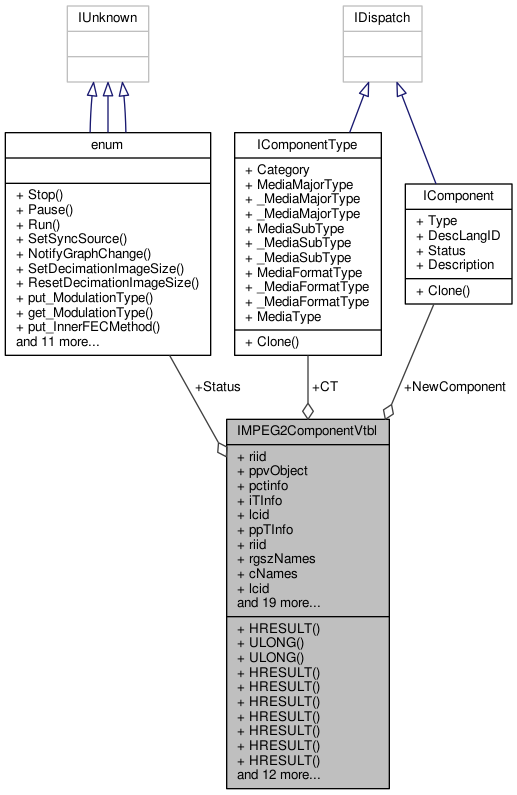 IUnknown
IDispatch
enum
+ Stop()
+ Pause()
+ Run()
+ SetSyncSource()
+ NotifyGraphChange()
+ SetDecimationImageSize()
+ ResetDecimationImageSize()
+ put_ModulationType()
+ get_ModulationType()
+ put_InnerFECMethod()
and 11 more...
IComponentType
+ Category
+ MediaMajorType
+ _MediaMajorType
+ _MediaMajorType
+ MediaSubType
+ _MediaSubType
+ _MediaSubType
+ MediaFormatType
+ _MediaFormatType
+ _MediaFormatType
+ MediaType
+ Clone()
IComponent
+ Type
+ DescLangID
+ Status
+ Description
+ Clone()
+Status
+CT
+NewComponent
IMPEG2ComponentVtbl
+ riid
+ ppvObject
+ pctinfo
+ iTInfo
+ lcid
+ ppTInfo
+ riid
+ rgszNames
+ cNames
+ lcid
and 19 more...
+ HRESULT()
+ ULONG()
+ ULONG()
+ HRESULT()
+ HRESULT()
+ HRESULT()
+ HRESULT()
+ HRESULT()
+ HRESULT()
+ HRESULT()
and 12 more...